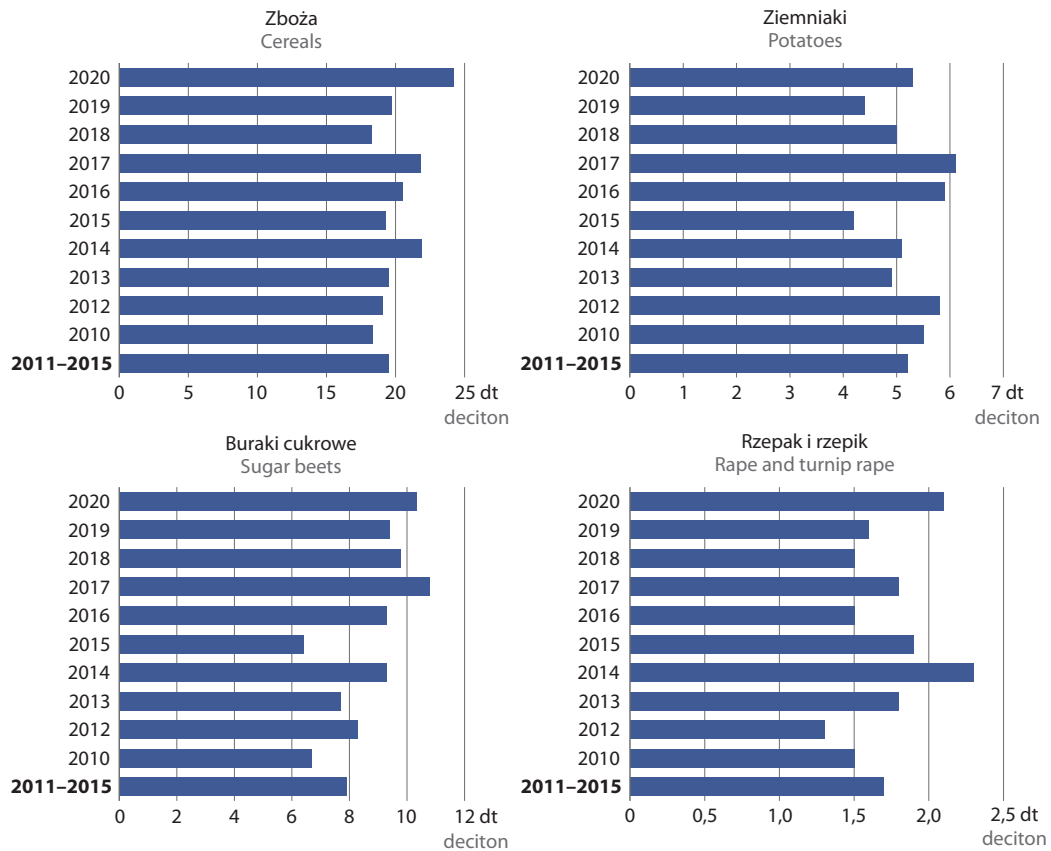 Zboża
Cereals
2020
2019
2018
2017
2016
2015
2014
2013
2012
2010
2011–2015
0 5 10 15 20 25 dt
deciton
Ziemniaki
Potatoes
2020
2019
2018
2017
2016
2015
2014
2013
2012
2010
2011–2015
0 1 2 3 4 5 6 7 dt
deciton
Buraki cukrowe
Sugar beets
2020
2019
2018
2017
2016
2015
2014
2013
2012
2010
2011–2015
0 2 4 6 8 10 12 dt
deciton
Rzepak i rzepik
Rape and turnip rape
2020
2019
2018
2017
2016
2015
2014
2013
2012
2010
2011–2015
0 0,5 1,0 1,5 2,0 2,5 dt
deciton